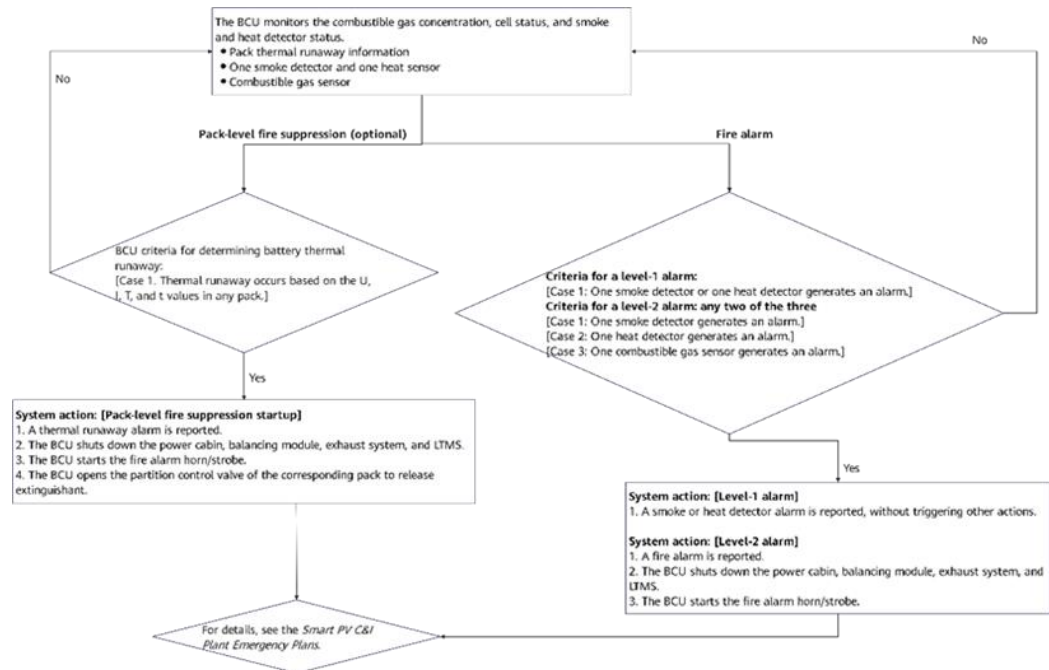 The BCU monitors the combustible gas concentration, cell status, and smoke
and heat detector status.
● Pack thermal runaway information
● One smoke detector and one heat sensor
● Combustible gas sensor
No
No
Pack-level fire suppression (optional)
Fire alarm
BCU criteria for determining battery thermal
runaway:
[Case 1. Thermal runaway occurs based on the U,
I, T, and t values in any pack.]
Criteria for a level-1 alarm:
[Case 1: One smoke detector or one heat detector generates an alarm.]
Criteria for a level-2 alarm: any two of the three
[Case 1: One smoke detector generates an alarm.]
[Case 2: One heat detector generates an alarm.]
[Case 3: One combustible gas sensor generates an alarm.]
Yes
System action: [Pack-level fire suppression startup]
1. A thermal runaway alarm is reported.
2. The BCU shuts down the power cabin, balancing module, exhaust system, and LTMS.
3. The BCU starts the fire alarm horn/strobe.
4. The BCU opens the partition control valve of the corresponding pack to release
extinguishant.
Yes
System action: [Level-1 alarm]
1. A smoke or heat detector alarm is reported, without triggering other actions.
System action: [Level-2 alarm]
1. A fire alarm is reported.
2. The BCU shuts down the power cabin, balancing module, exhaust system, and
LTMS.
3. The BCU starts the fire alarm horn/strobe.
For details, see the Smart PV C&I
Plant Emergency Plans.